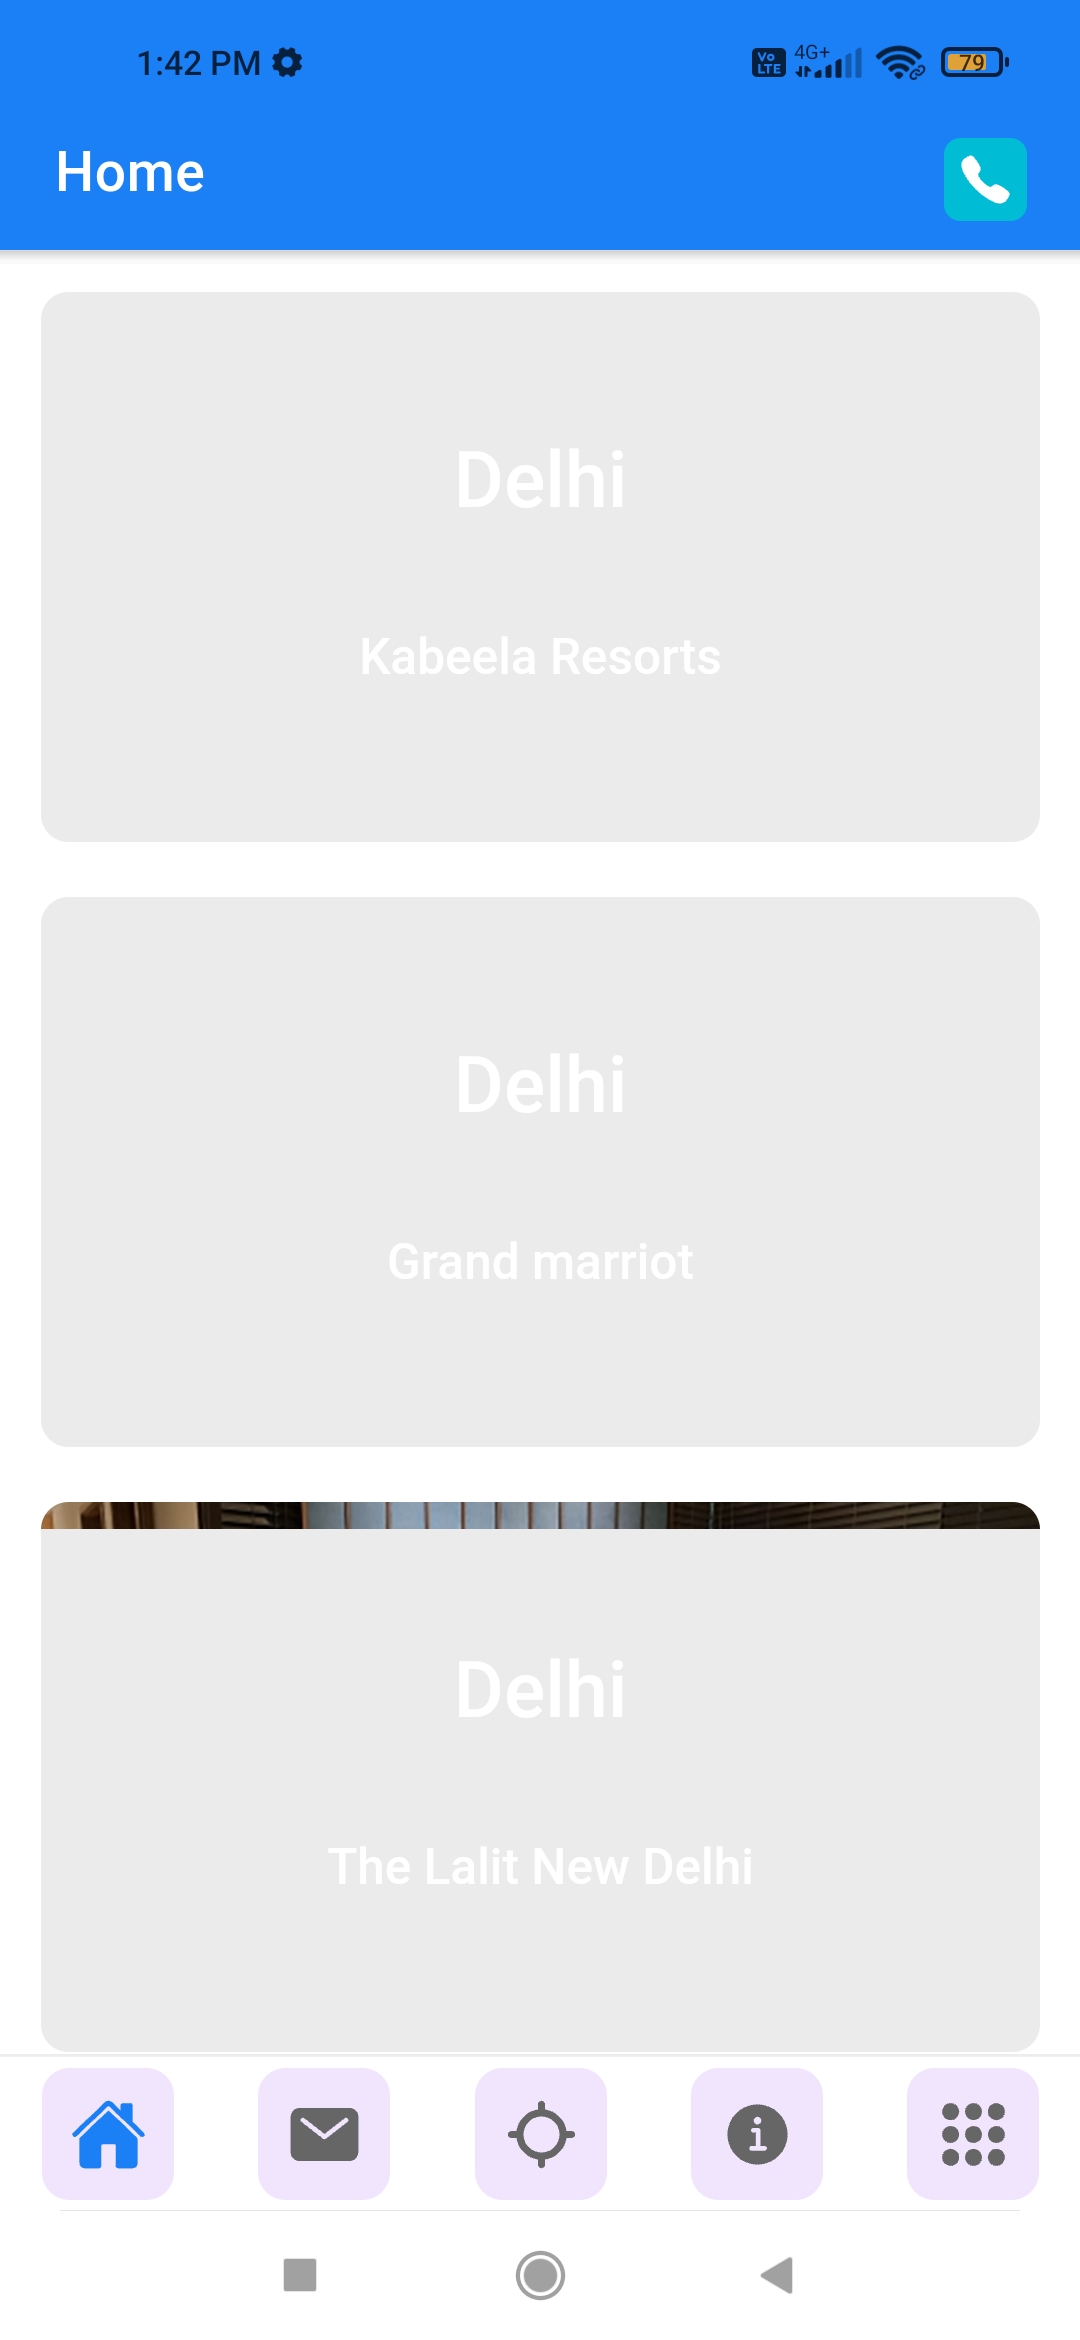 1:42 PM
Vo LTE 4G+ 79
Home
Delhi
Kabeela Resorts
Delhi
Grand marriot
Delhi
The Lalit New Delhi